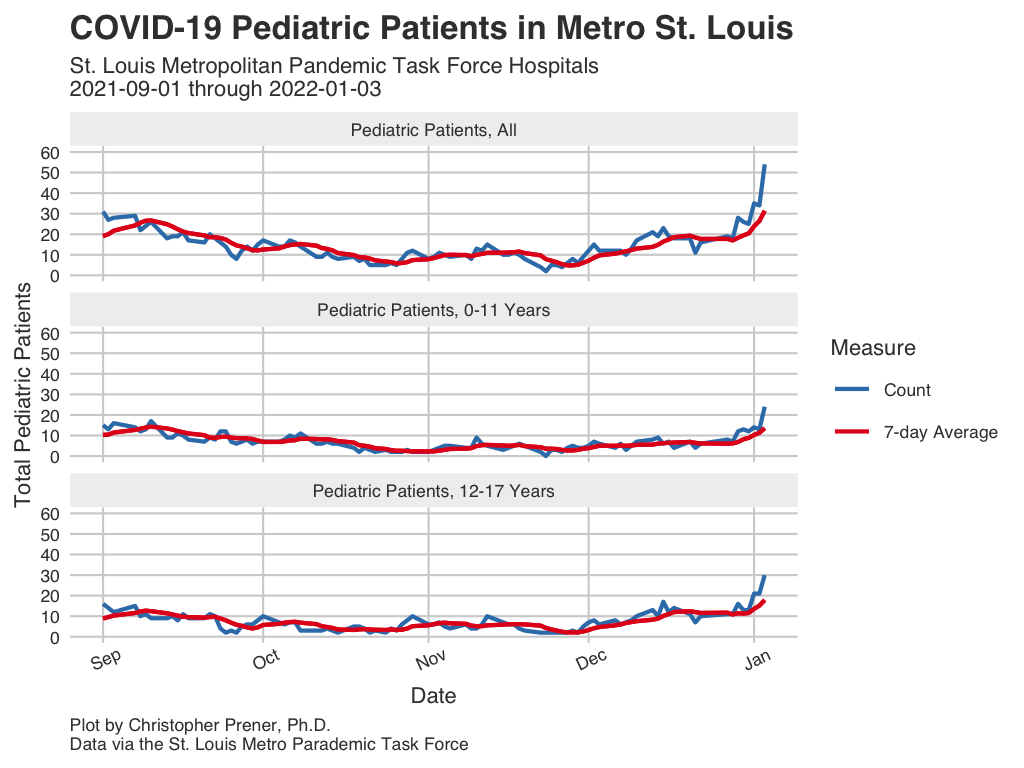 COVID-19 Pediatric Patients in Metro St. Louis
St. Louis Metropolitan Pandemic Task Force Hospitals
2021-09-01 through 2022-01-03
Pediatric Patients, All
60
50
40
30
20
10
0
Pediatric Patients, 0-11 Years
60
50
40
30
20
10
0
Pediatric Patients, 12-17 Years
60
50
40
30
20
10
0
Total Pediatric Patients
Sep
Oct
Nov
Dec
Jan
Date
Measure
Count
7-day Average
Plot by Christopher Prener, Ph.D.
Data via the St. Louis Metro Parademic Task Force